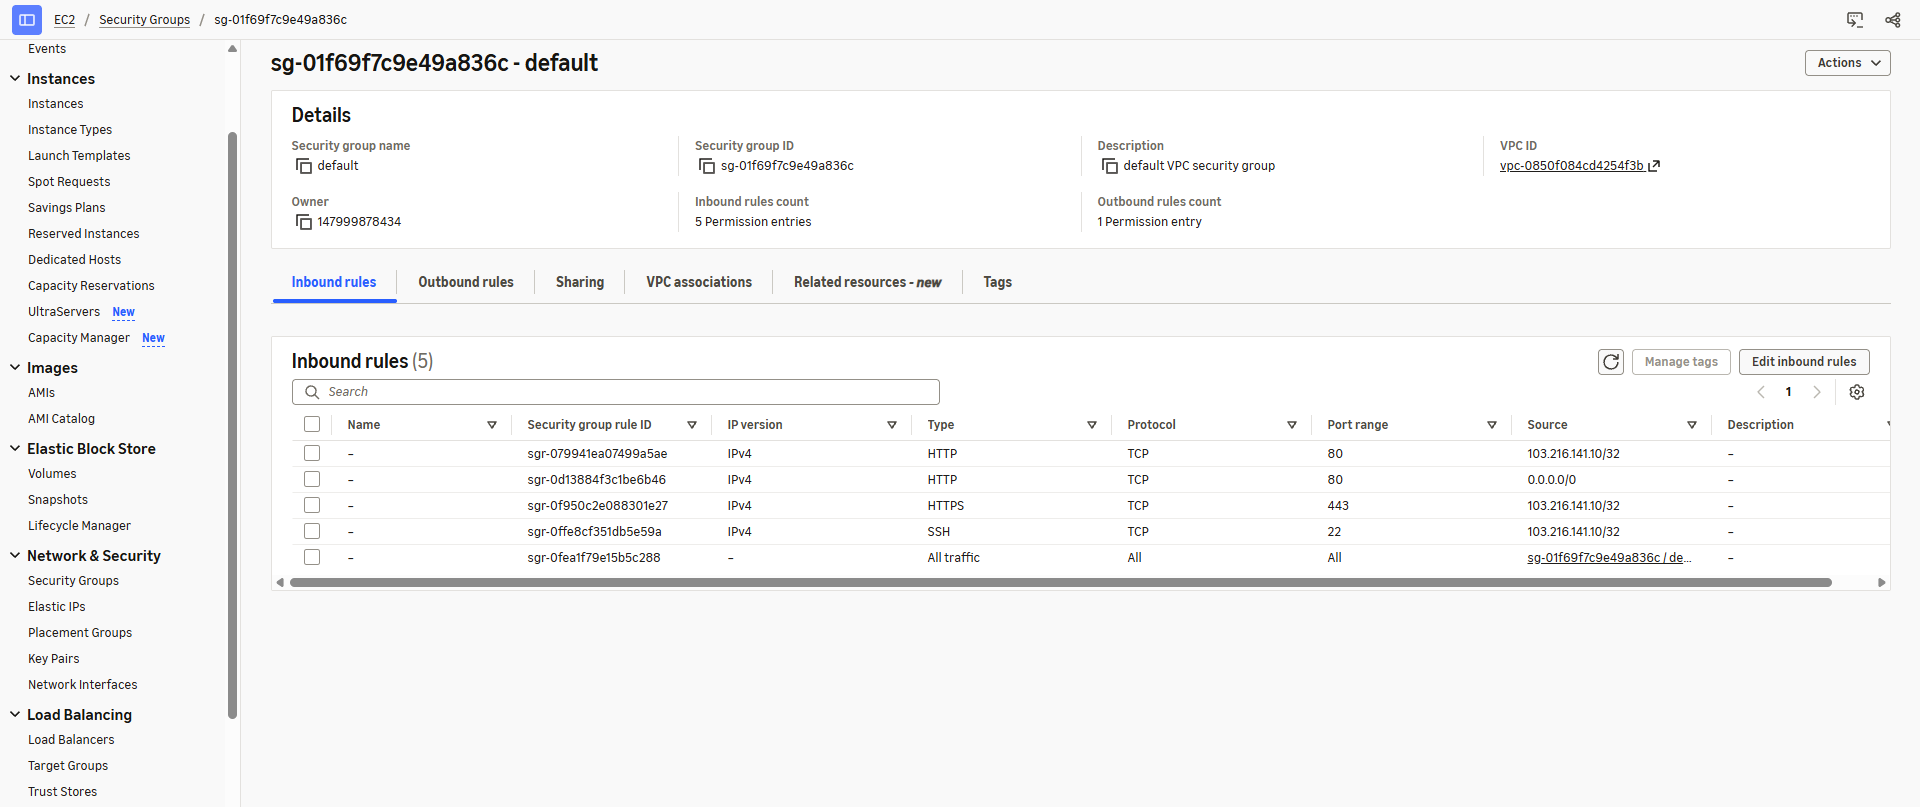 EC2 / Security Groups / sg-01f69f7c9e49a836c
Events
Instances
Instances
Instance Types
Launch Templates
Spot Requests
Savings Plans
Reserved Instances
Dedicated Hosts
Capacity Reservations
UltraServers New
Capacity Manager New
Images
AMIs
AMI Catalog
Elastic Block Store
Volumes
Snapshots
Lifecycle Manager
Network & Security
Security Groups
Elastic IPs
Placement Groups
Key Pairs
Network Interfaces
Load Balancing
Load Balancers
Target Groups
Trust Stores
sg-01f69f7c9e49a836c - default
Actions
Details
Security group name
default
Security group ID
sg-01f69f7c9e49a836c
Description
default VPC security group
VPC ID
vpc-0850f084cd4254f3b
Owner
147999878434
Inbound rules count
5 Permission entries
Outbound rules count
1 Permission entry
Inbound rules Outbound rules Sharing VPC associations Related resources - new Tags
Inbound rules (5)
Manage tags Edit inbound rules
Search
1
Name Security group rule ID IP version Type Protocol Port range Source Description
– sgr-079941ea07499a5ae IPv4 HTTP TCP 80 103.216.141.10/32 –
– sgr-0d13884f3c1be6b46 IPv4 HTTP TCP 80 0.0.0.0/0 –
– sgr-0f950c2e088301e27 IPv4 HTTPS TCP 443 103.216.141.10/32 –
– sgr-0ffe8cf351db5e59a IPv4 SSH TCP 22 103.216.141.10/32 –
– sgr-0fea1f79e15b5c288 – All traffic All All sg-01f69f7c9e49a836c / de... –